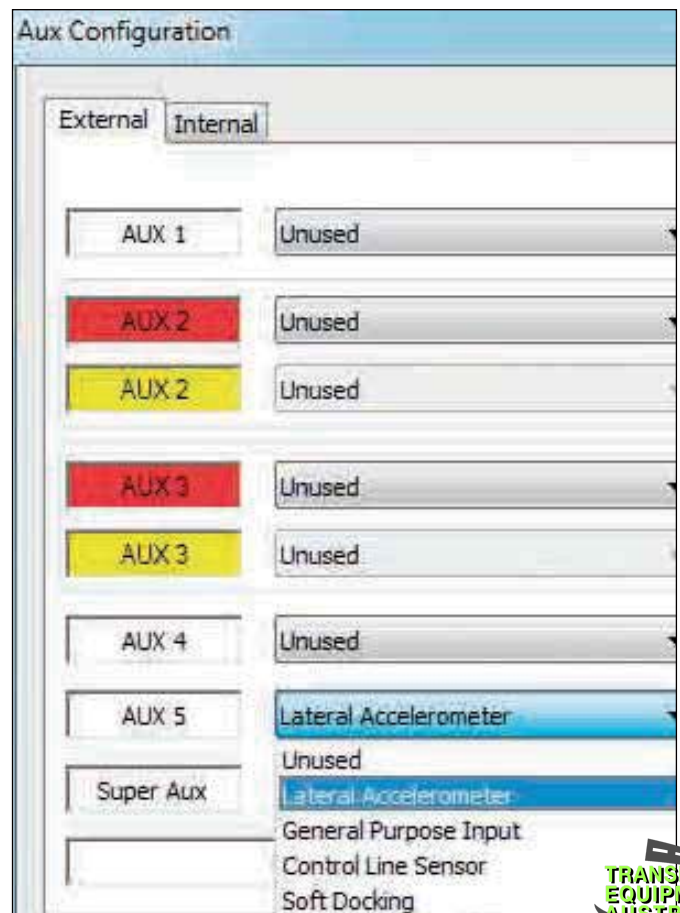 Aux Configuration
External Internal
AUX 1 Unused
AUX 2 Unused
AUX 2 Unused
AUX 3 Unused
AUX 3 Unused
AUX 4 Unused
AUX 5 Lateral Accelerometer
Unused
Super Aux Lateral Accelerometer
General Purpose Input
Control Line Sensor
Soft Docking